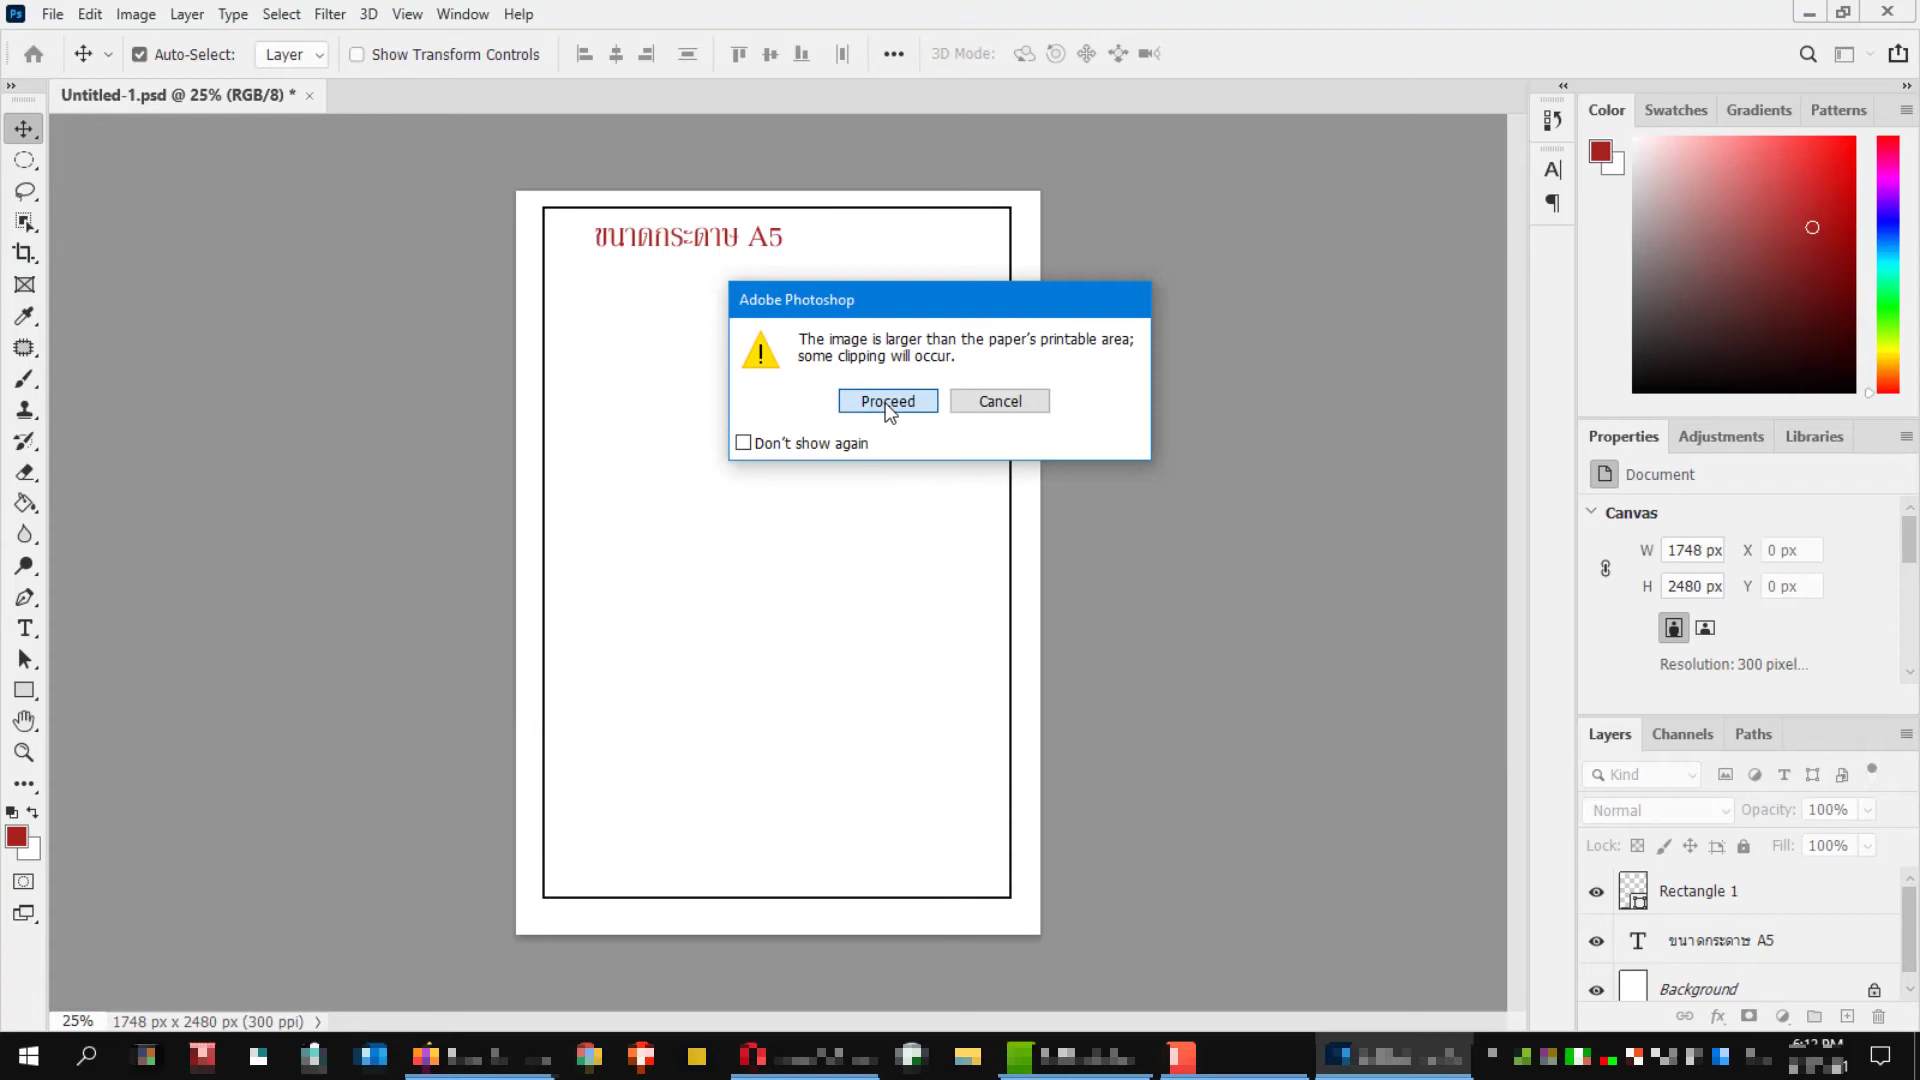 Ps File Edit Image Layer Type Select Filter 3D View Window Help
Auto-Select: Layer Show Transform Controls 3D Mode:
Untitled-1.psd @ 25% (RGB/8) *
Color Swatches Gradients Patterns
ขนาดกระดาษ A5
Adobe Photoshop
The image is larger than the paper's printable area;
some clipping will occur.
Proceed Cancel
Don't show again
Properties Adjustments Libraries
Document
Canvas
W 1748 px X 0 px
H 2480 px Y 0 px
Resolution: 300 pixel...
Layers Channels Paths
Kind
Normal Opacity: 100%
Lock: Fill: 100%
Rectangle 1
ขนาดกระดาษ A5
Background
25% 1748 px x 2480 px (300 ppi)